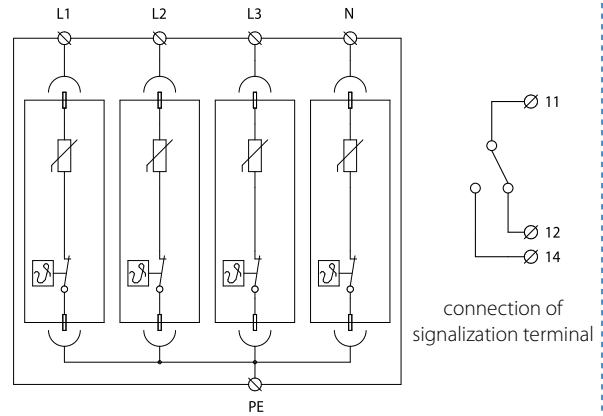 L1 L2 L3 N
11
12
14
connection of
signalization terminal
PE